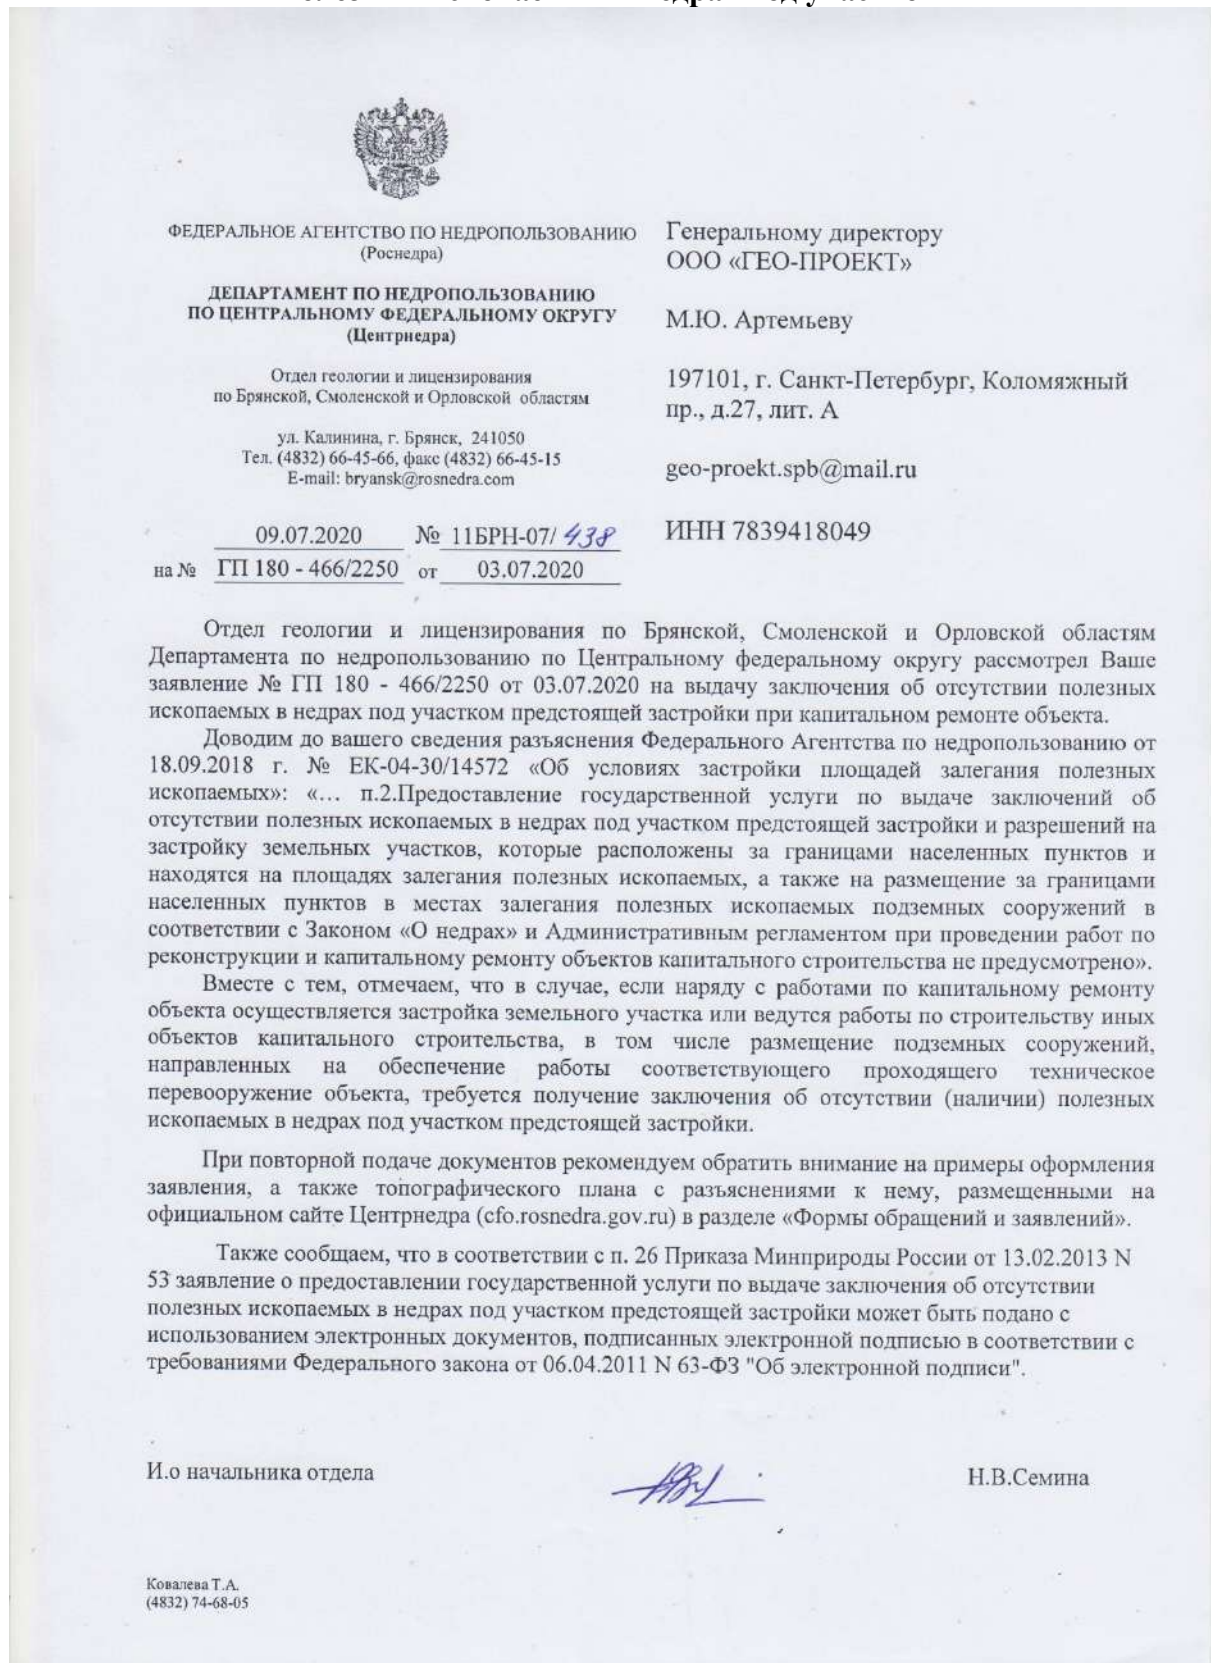 ФЕДЕРАЛЬНОЕ АГЕНТСТВО ПО НЕДРОПОЛЬЗОВАНИЮ
(Роснедра)
ДЕПАРТАМЕНТ ПО НЕДРОПОЛЬЗОВАНИЮ
ПО ЦЕНТРАЛЬНОМУ ФЕДЕРАЛЬНОМУ ОКРУГУ
(Центрнедра)
Отдел геологии и лицензирования
по Брянской, Смоленской и Орловской областям
ул. Калинина, г. Брянск, 241050
Тел. (4832) 66-45-66, факс (4832) 66-45-15
E-mail: bryansk@rosnedra.com
09.07.2020 № 11БРН-07/ 438
на № ГП 180 - 466/2250 от 03.07.2020
Генеральному директору
ООО «ГЕО-ПРОЕКТ»
М.Ю. Артемьеву
197101, г. Санкт-Петербург, Коломяжный
пр., д.27, лит. А
geo-proekt.spb@mail.ru
ИНН 7839418049
Отдел геологии и лицензирования по Брянской, Смоленской и Орловской областям
Департамента по недропользованию по Центральному федеральному округу рассмотрел Ваше
заявление № ГП 180 - 466/2250 от 03.07.2020 на выдачу заключения об отсутствии полезных
ископаемых в недрах под участком предстоящей застройки при капитальном ремонте объекта.
Доводим до вашего сведения разъяснения Федерального Агентства по недропользованию от
18.09.2018 г. № ЕК-04-30/14572 «Об условиях застройки площадей залегания полезных
ископаемых»: «… п.2.Предоставление государственной услуги по выдаче заключений об
отсутствии полезных ископаемых в недрах под участком предстоящей застройки и разрешений на
застройку земельных участков, которые расположены за границами населенных пунктов и
находятся на площадях залегания полезных ископаемых, а также на размещение за границами
населенных пунктов в местах залегания полезных ископаемых подземных сооружений в
соответствии с Законом «О недрах» и Административным регламентом при проведении работ по
реконструкции и капитальному ремонту объектов капитального строительства не предусмотрено».
Вместе с тем, отмечаем, что в случае, если наряду с работами по капитальному ремонту
объекта осуществляется застройка земельного участка или ведутся работы по строительству иных
объектов капитального строительства, в том числе размещение подземных сооружений,
направленных на обеспечение работы соответствующего проходящего техническое
перевооружение объекта, требуется получение заключения об отсутствии (наличии) полезных
ископаемых в недрах под участком предстоящей застройки.
При повторной подаче документов рекомендуем обратить внимание на примеры оформления
заявления, а также топографического плана с разъяснениями к нему, размещенными на
официальном сайте Центрнедра (cfo.rosnedra.gov.ru) в разделе «Формы обращений и заявлений».
Также сообщаем, что в соответствии с п. 26 Приказа Минприроды России от 13.02.2013 N
53 заявление о предоставлении государственной услуги по выдаче заключения об отсутствии
полезных ископаемых в недрах под участком предстоящей застройки может быть подано с
использованием электронных документов, подписанных электронной подписью в соответствии с
требованиями Федерального закона от 06.04.2011 N 63-ФЗ "Об электронной подписи".
И.о начальника отдела
Н.В.Семина
Ковалева Т.А.
(4832) 74-68-05